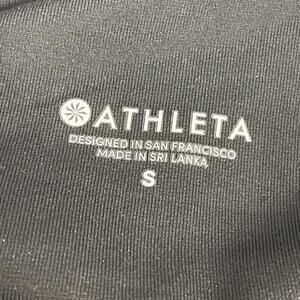 ATHLETA
DESIGNED IN SAN FRANCISCO
MADE IN SRI LANKA
S